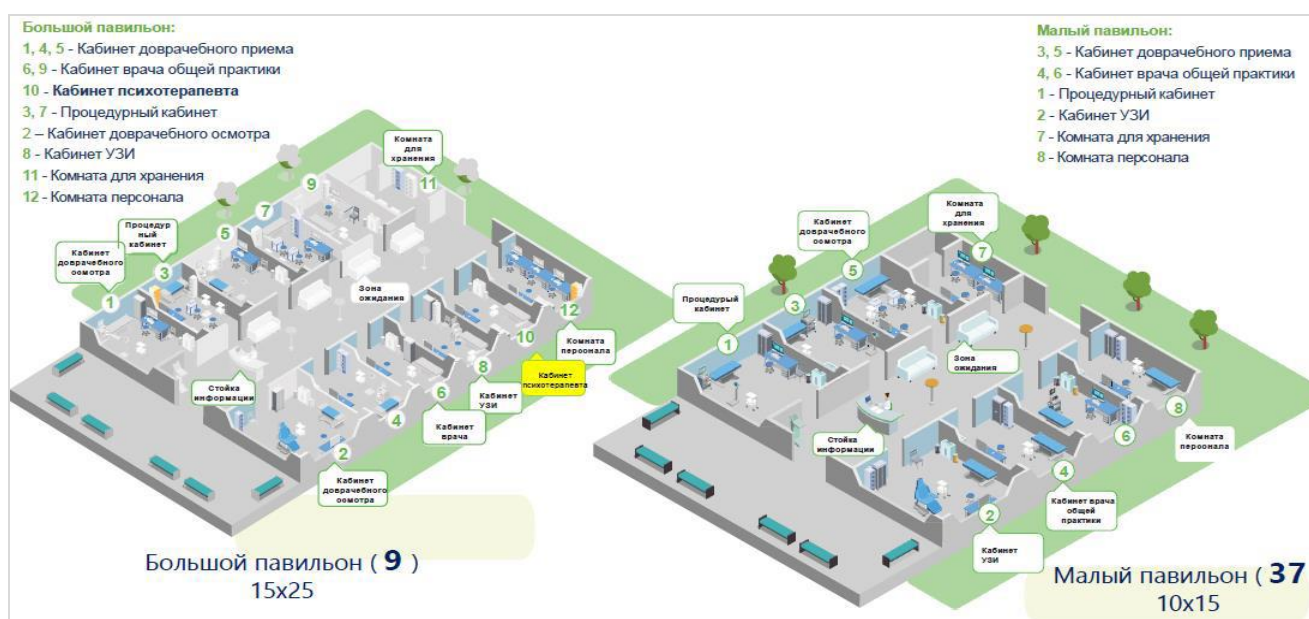 Большой павильон:
1, 4, 5 - Кабинет доврачебного приема
6, 9 - Кабинет врача общей практики
10 - Кабинет психотерапевта
3, 7 - Процедурный кабинет
2 – Кабинет доврачебного осмотра
8 - Кабинет УЗИ
11 - Комната для хранения
12 - Комната персонала
Комната
для
хранения
11
9
7
5
Процедур
ный
кабинет
3
Кабинет
доврачебного
осмотра
1
Зона
ожидания
12
Комната
перосонала
10
Кабинет
психотерапевта
8
Кабинет
УЗИ
6
Кабинет
врача
4
Стойка
информации
2
Кабинет
доврачебного
осмотра
Большой павильон ( 9 )
15x25
Малый павильон:
3, 5 - Кабинет доврачебного приема
4, 6 - Кабинет врача общей практики
1 - Процедурный кабинет
2 - Кабинет УЗИ
7 - Комната для хранения
8 - Комната персонала
Комната
для
хранения
7
Кабинет
доврачебного
осмотра
5
3
Процедурый
кабинет
1
Зона
ожидания
8
Комната
перосонала
6
Стойка
информации
4
Кабинет врача
общей
практики
2
Кабинет
УЗИ
Малый павильон ( 37
10x15